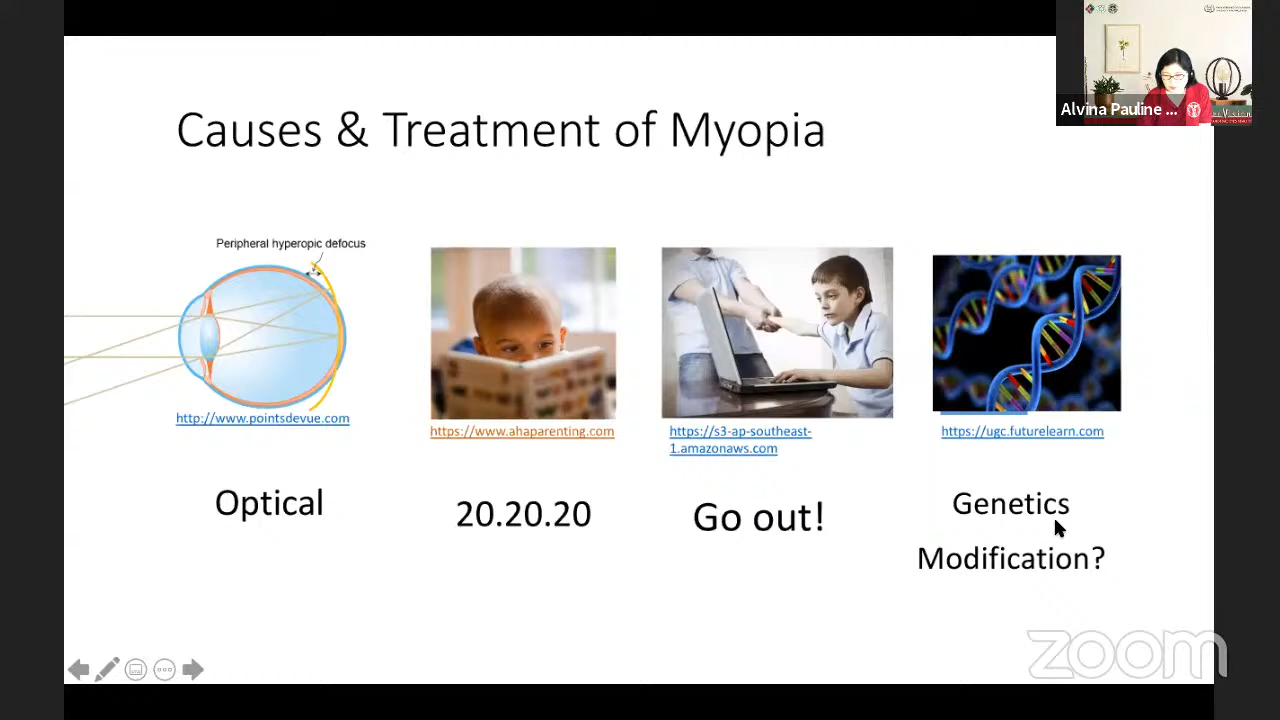 Causes & Treatment of Myopia
Alvina Pauline ...
Peripheral hyperopic defocus
http://www.pointsdevue.com
https://www.ahaparenting.com
https://s3-ap-southeast-
1.amazonaws.com
https://ugc.futurelearn.com
Optical
20.20.20
Go out!
Genetics
Modification?
zoom